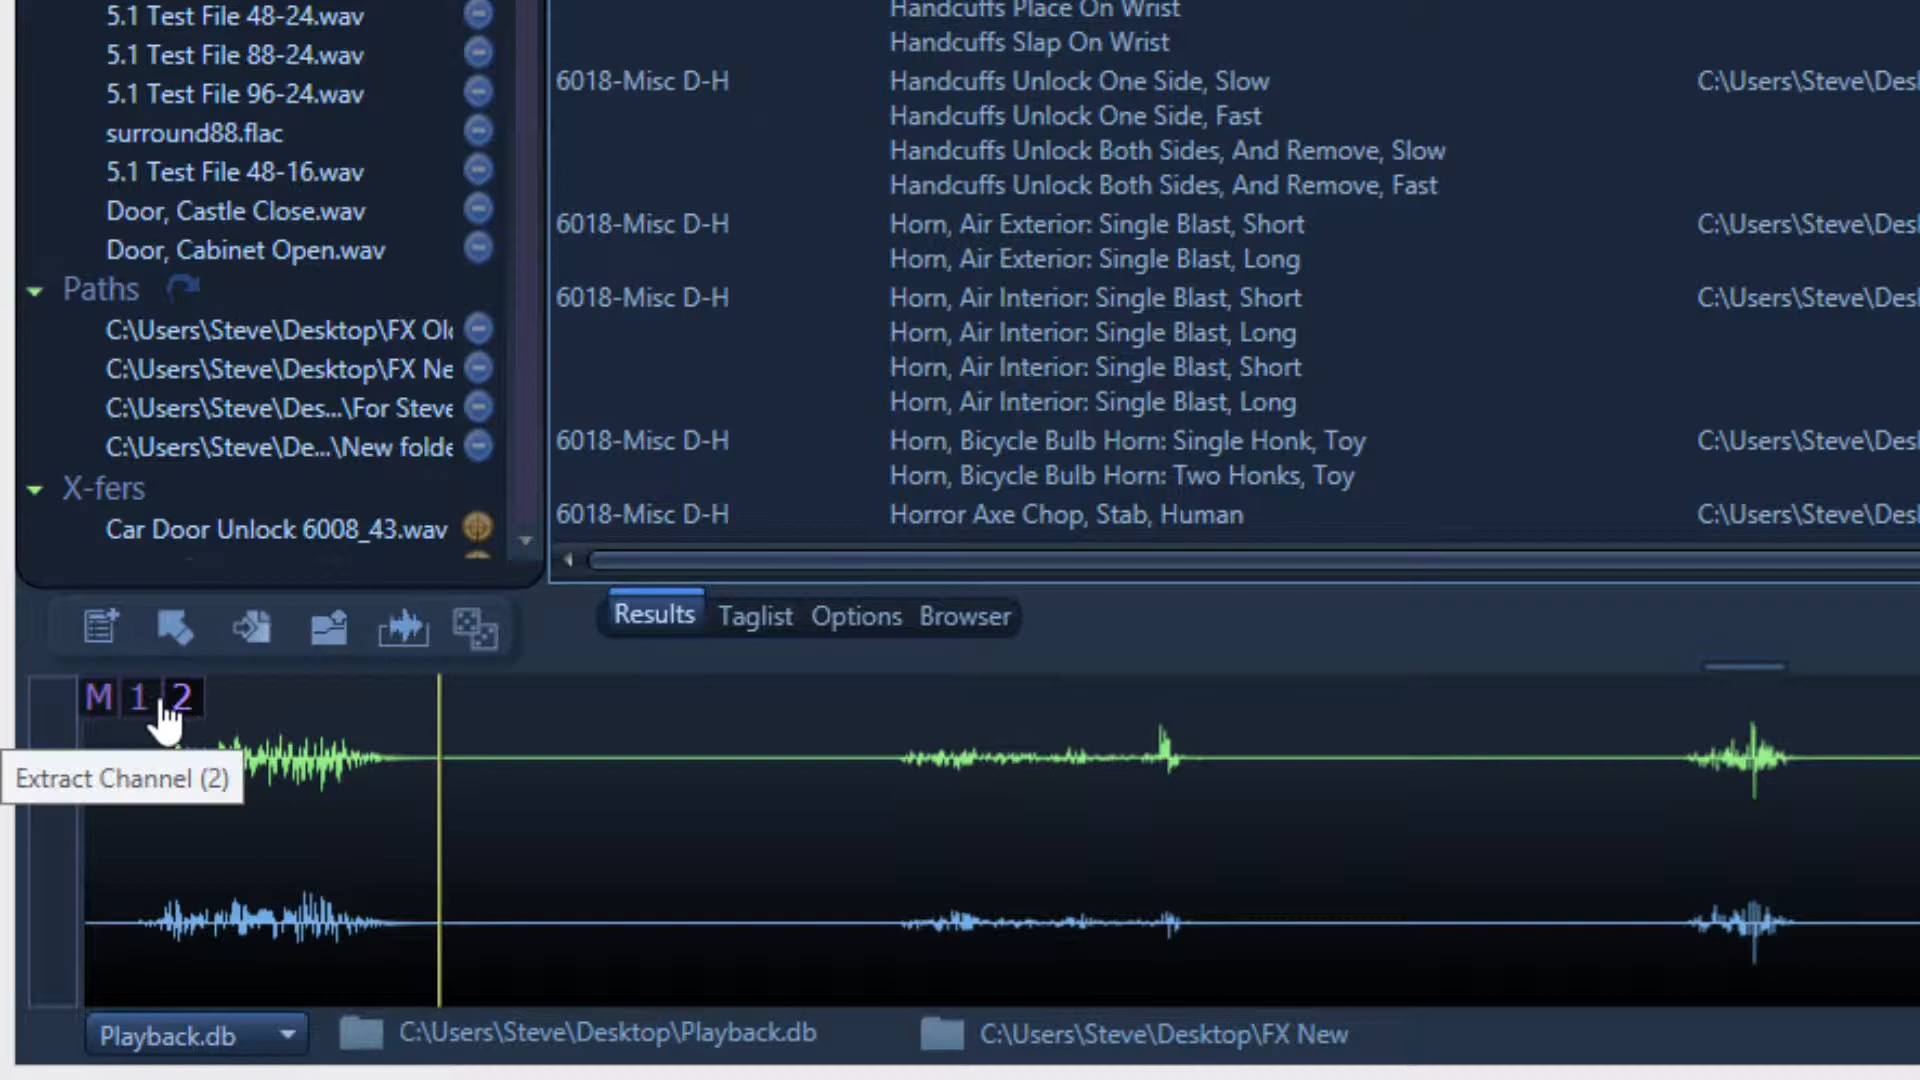 5.1 Test File 48-24.wav
5.1 Test File 88-24.wav
5.1 Test File 96-24.wav
surround88.flac
5.1 Test File 48-16.wav
Door, Castle Close.wav
Door, Cabinet Open.wav
Paths
C:\Users\Steve\Desktop\FX Old
C:\Users\Steve\Desktop\FX Ne
C:\Users\Steve\Des...\For Steve
C:\Users\Steve\De...\New folde
X-fers
Car Door Unlock 6008_43.wav
Handcuffs Place On Wrist
Handcuffs Slap On Wrist
6018-Misc D-H Handcuffs Unlock One Side, Slow C:\Users\Steve\Desl
Handcuffs Unlock One Side, Fast
Handcuffs Unlock Both Sides, And Remove, Slow
Handcuffs Unlock Both Sides, And Remove, Fast
6018-Misc D-H Horn, Air Exterior: Single Blast, Short C:\Users\Steve\Desl
Horn, Air Exterior: Single Blast, Long
6018-Misc D-H Horn, Air Interior: Single Blast, Short C:\Users\Steve\Desl
Horn, Air Interior: Single Blast, Long
Horn, Air Interior: Single Blast, Short
Horn, Air Interior: Single Blast, Long
6018-Misc D-H Horn, Bicycle Bulb Horn: Single Honk, Toy C:\Users\Steve\Desl
Horn, Bicycle Bulb Horn: Two Honks, Toy
6018-Misc D-H Horror Axe Chop, Stab, Human C:\Users\Steve\Desl
Results Taglist Options Browser
M 1 2
Extract Channel (2)
Playback.db C:\Users\Steve\Desktop\Playback.db C:\Users\Steve\Desktop\FX New